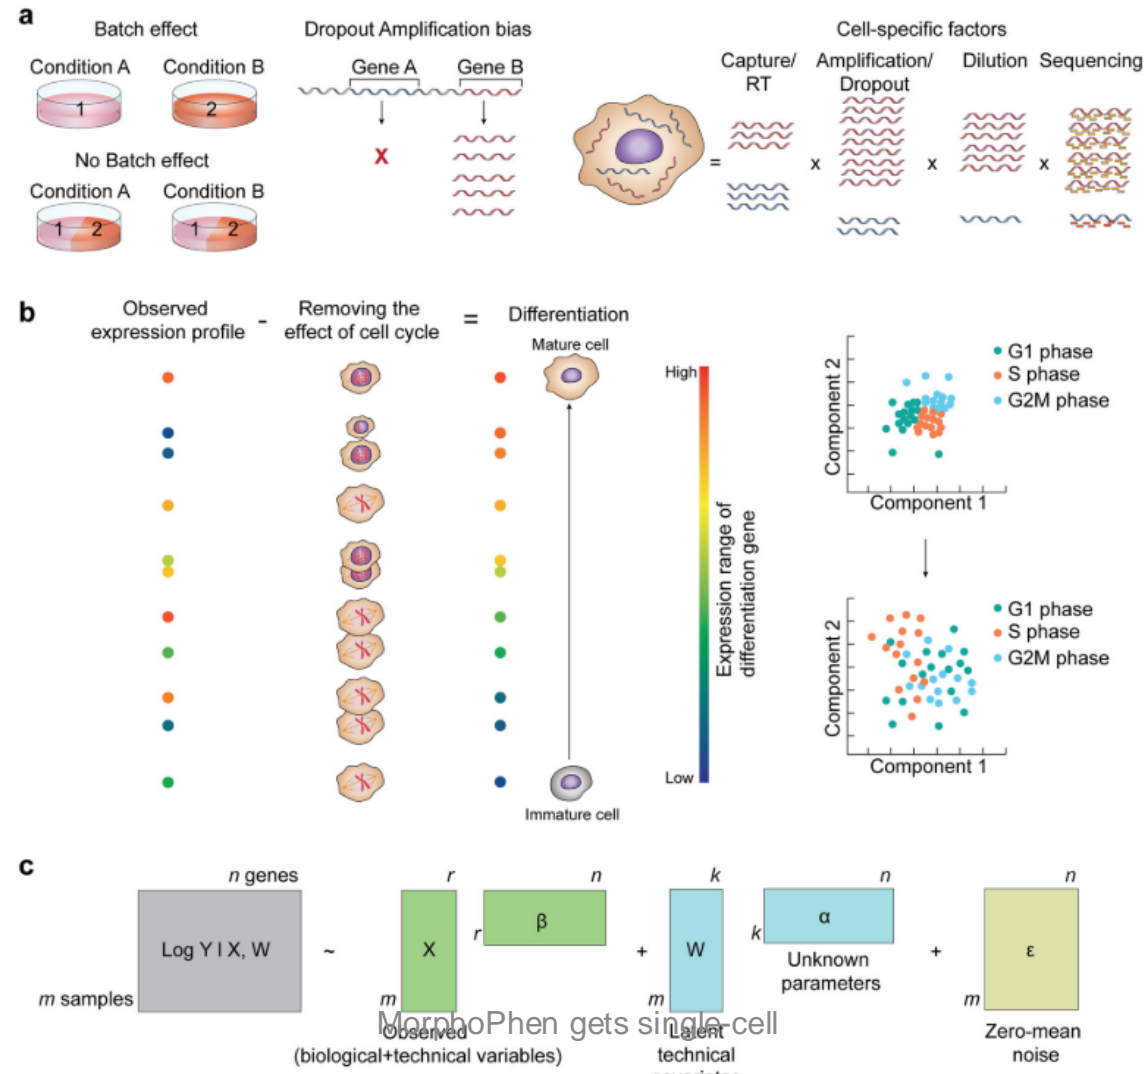 a
Batch effect
Condition A
Condition B
1
2
No Batch effect
Condition A
Condition B
1 2
1 2
Dropout Amplification bias
Gene A
Gene B
X
Cell-specific factors
Capture/
RT
Amplification/
Dropout
Dilution
Sequencing
=
x
x
x
b
Observed
expression profile
-
Removing the
effect of cell cycle
=
Differentiation
Mature cell
Immature cell
High
Low
Expression range of
differentiation gene
Component 2
Component 1
G1 phase
S phase
G2M phase
Component 2
Component 1
G1 phase
S phase
G2M phase
c
n genes
m samples
Log Y I X, W
~
r
X
m
n
r
β
+
k
W
m
n
k
α
Unknown
parameters
+
n
ε
m
Observed
(biological+technical variables)
Latent
technical
Zero-mean
noise
MorphoPhen gets single-cell